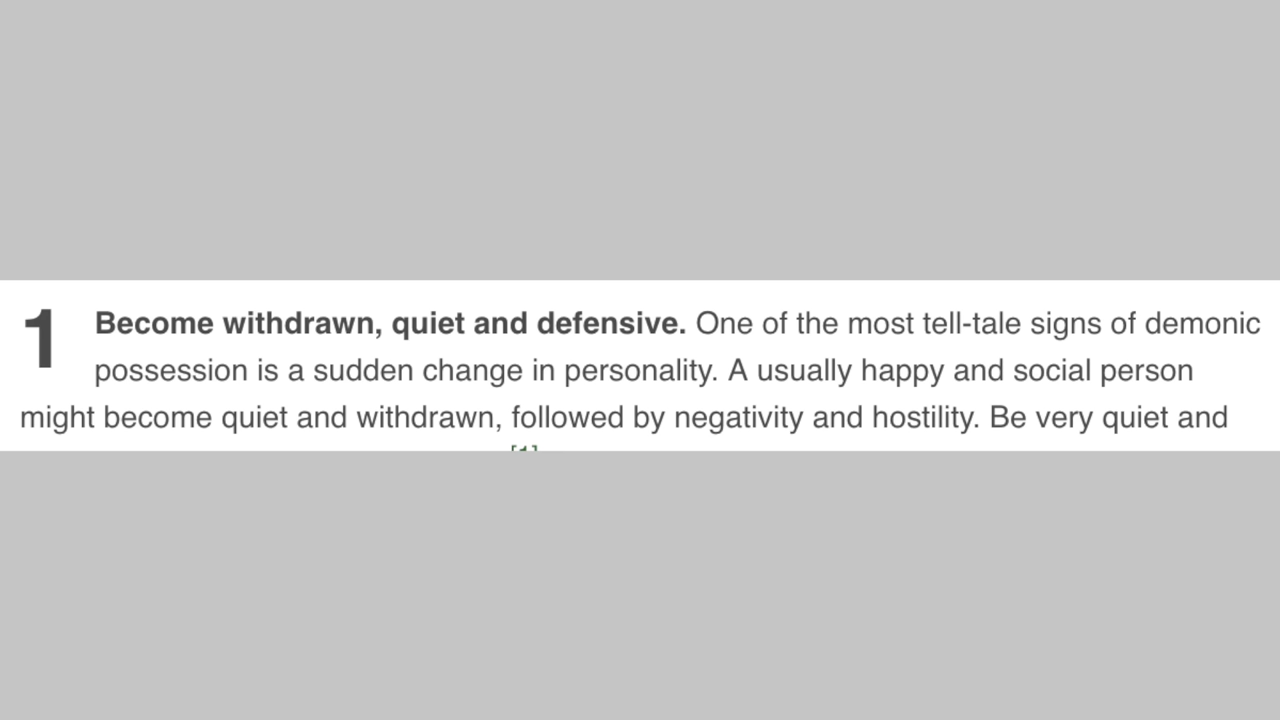 1 Become withdrawn, quiet and defensive. One of the most tell-tale signs of demonic
possession is a sudden change in personality. A usually happy and social person
might become quiet and withdrawn, followed by negativity and hostility. Be very quiet and
[1]